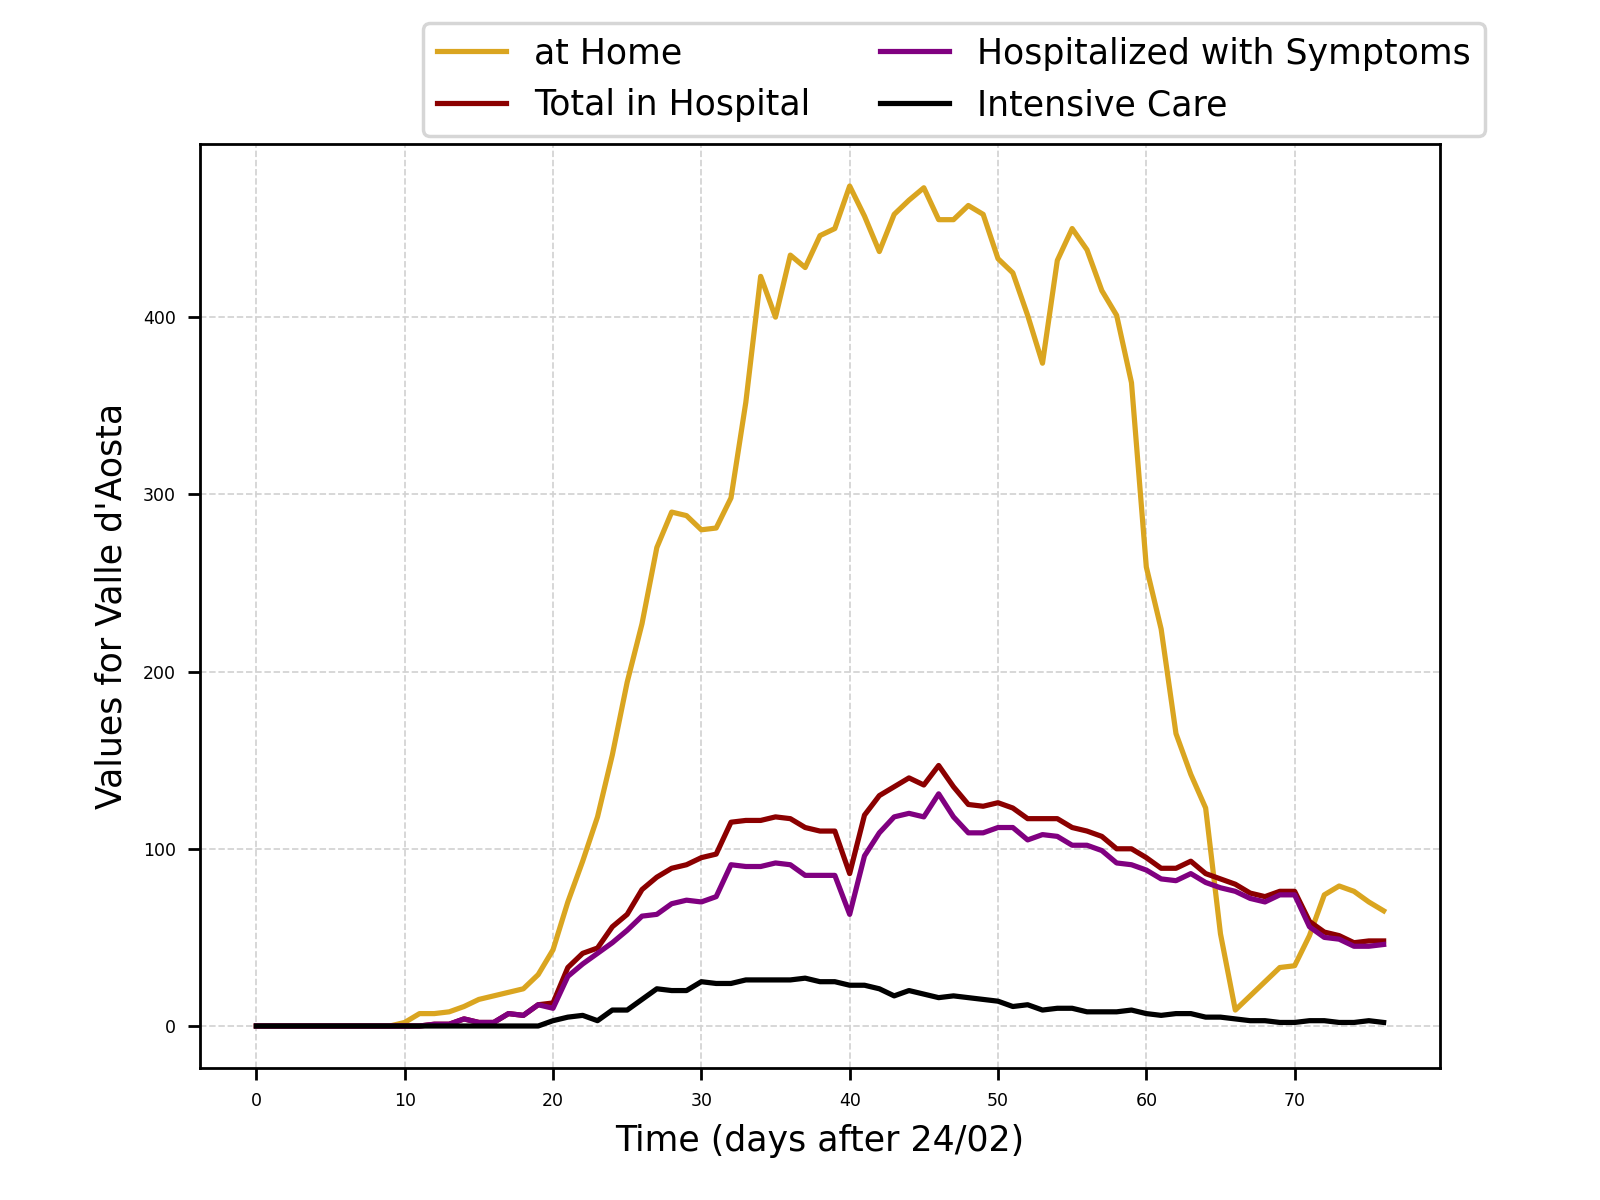 at Home
Total in Hospital
Hospitalized with Symptoms
Intensive Care
Values for Valle d'Aosta
400
300
200
100
0
0 10 20 30 40 50 60 70
Time (days after 24/02)